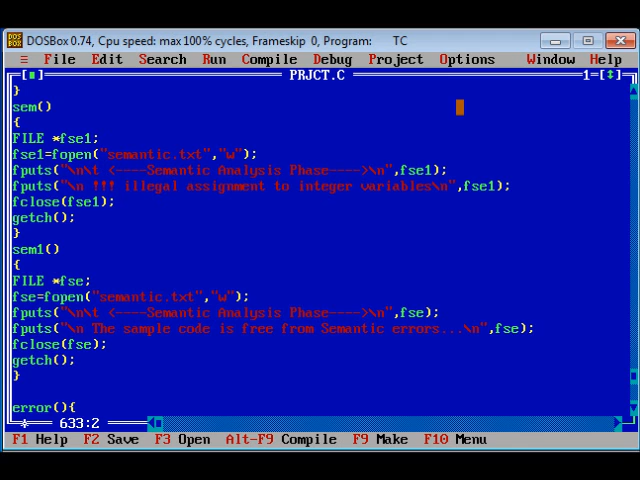 DOSBox 0.74, Cpu speed: max 100% cycles, Frameskip 0, Program: TC
≡ File Edit Search Run Compile Debug Project Options Window Help
[■] PRJCT.C 1=[↕]
}
sem()
{
FILE *fse1;
fse1=fopen("semantic.txt","w");
fputs("\n\t <----Semantic Analysis Phase---->\n",fse1);
fputs("\n !!! illegal assignment to integer variables\n",fse1);
fclose(fse1);
getch();
}
sem1()
{
FILE *fse;
fse=fopen("semantic.txt","w");
fputs("\n\t <----Semantic Analysis Phase---->\n",fse);
fputs("\n The sample code is free from Semantic errors...\n",fse);
fclose(fse);
getch();
}
error(){
633:2
F1 Help F2 Save F3 Open Alt-F9 Compile F9 Make F10 Menu